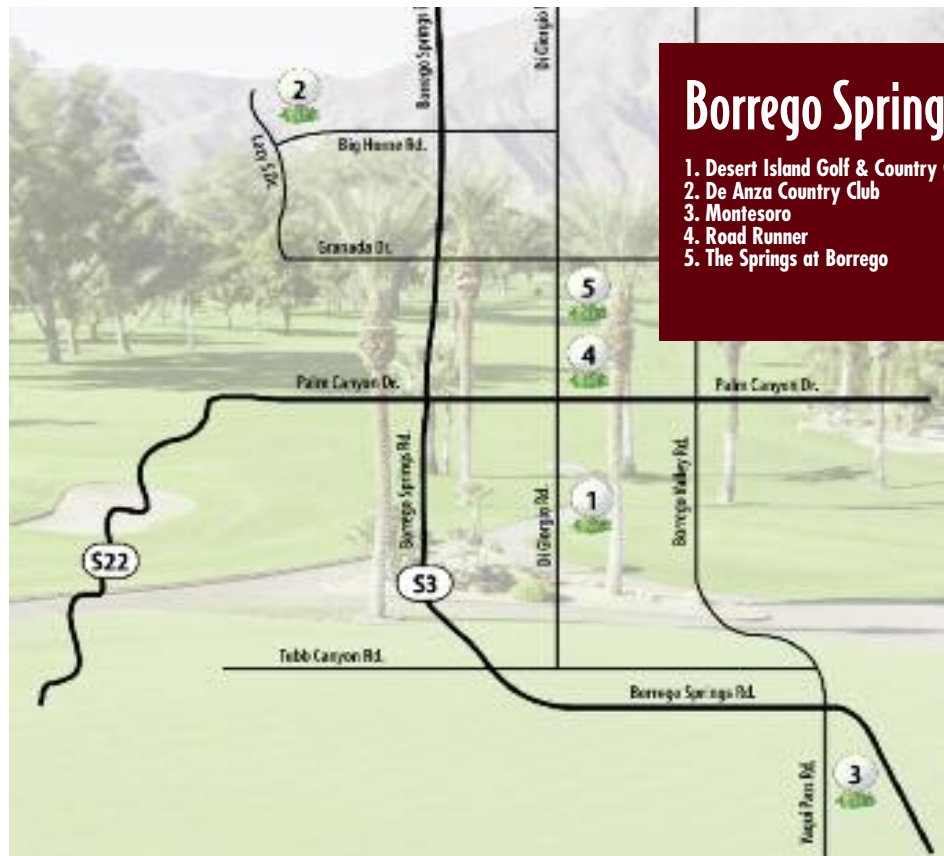 Borrego Springs
Di Giorgio
2
Borrego Spring
1. Desert Island Golf & Country
2. De Anza Country Club
3. Montesoro
4. Road Runner
5. The Springs at Borrego
Big Horne Rd.
Lazy S Dr.
Granada Dr.
5
4
Palm Canyon Dr.
Palm Canyon Dr.
Borrego Springs Rd.
Di Giorgio Rd.
1
Borrego Valley Rd.
S22
S3
Tubb Canyon Rd.
Borrego Springs Rd.
Yaqui Pass Rd.
3